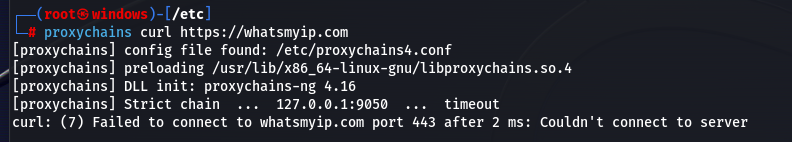 ┌──(root㉿windows)-[/etc]
└─# proxychains curl https://whatsmyip.com
[proxychains] config file found: /etc/proxychains4.conf
[proxychains] preloading /usr/lib/x86_64-linux-gnu/libproxychains.so.4
[proxychains] DLL init: proxychains-ng 4.16
[proxychains] Strict chain  ...  127.0.0.1:9050  ...  timeout
curl: (7) Failed to connect to whatsmyip.com port 443 after 2 ms: Couldn't connect to server